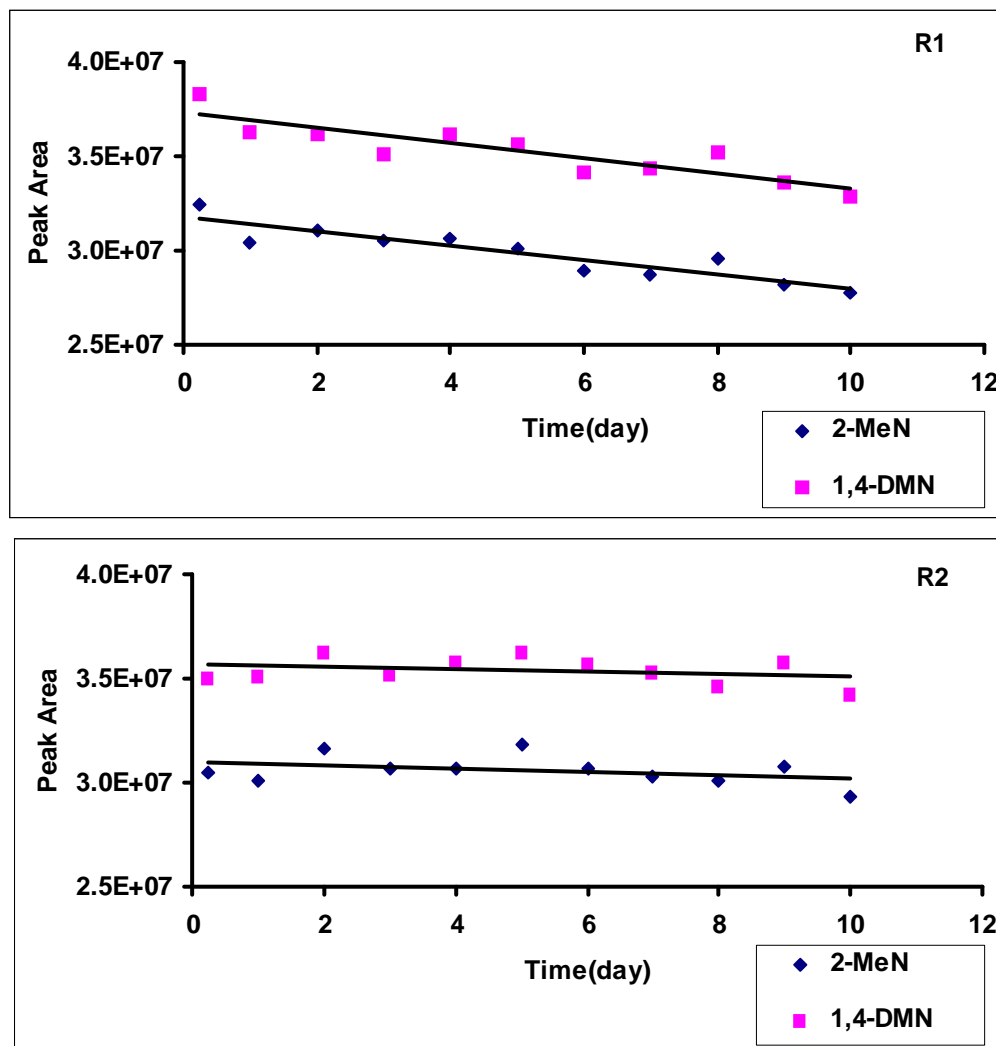 R1
4.0E+07
3.5E+07
3.0E+07
2.5E+07
Peak Area
0 2 4 6 8 10 12
Time(day)
2-MeN
1,4-DMN
R2
4.0E+07
3.5E+07
3.0E+07
2.5E+07
Peak Area
0 2 4 6 8 10 12
Time(day)
2-MeN
1,4-DMN